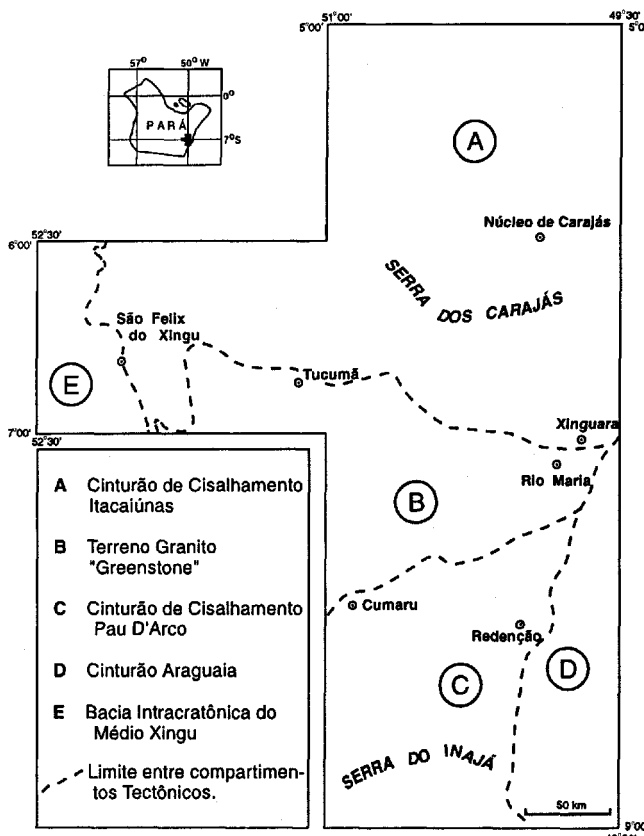 51°00' 49°30'
5°00' 5°0
57° 50° W
0°
PARÁ
7°S
A
Núcleo de Carajás
52°30'
6°00'
SERRA DOS CARAJÁS
São Felix
do Xingu
E
Tucumã
Xinguara
7°00'
52°30'
Rio Maria
B
A Cinturão de Cisalhamento
Itacaiúnas
B Terreno Granito
"Greenstone"
C Cinturão de Cisalhamento
Pau D'Arco
D Cinturão Araguaia
E Bacia Intracratônica do
Médio Xingu
Limite entre compartimen-
tos Tectônicos.
Cumaru
Redenção
C
D
SERRA DO INAJÁ
50 km
9°00